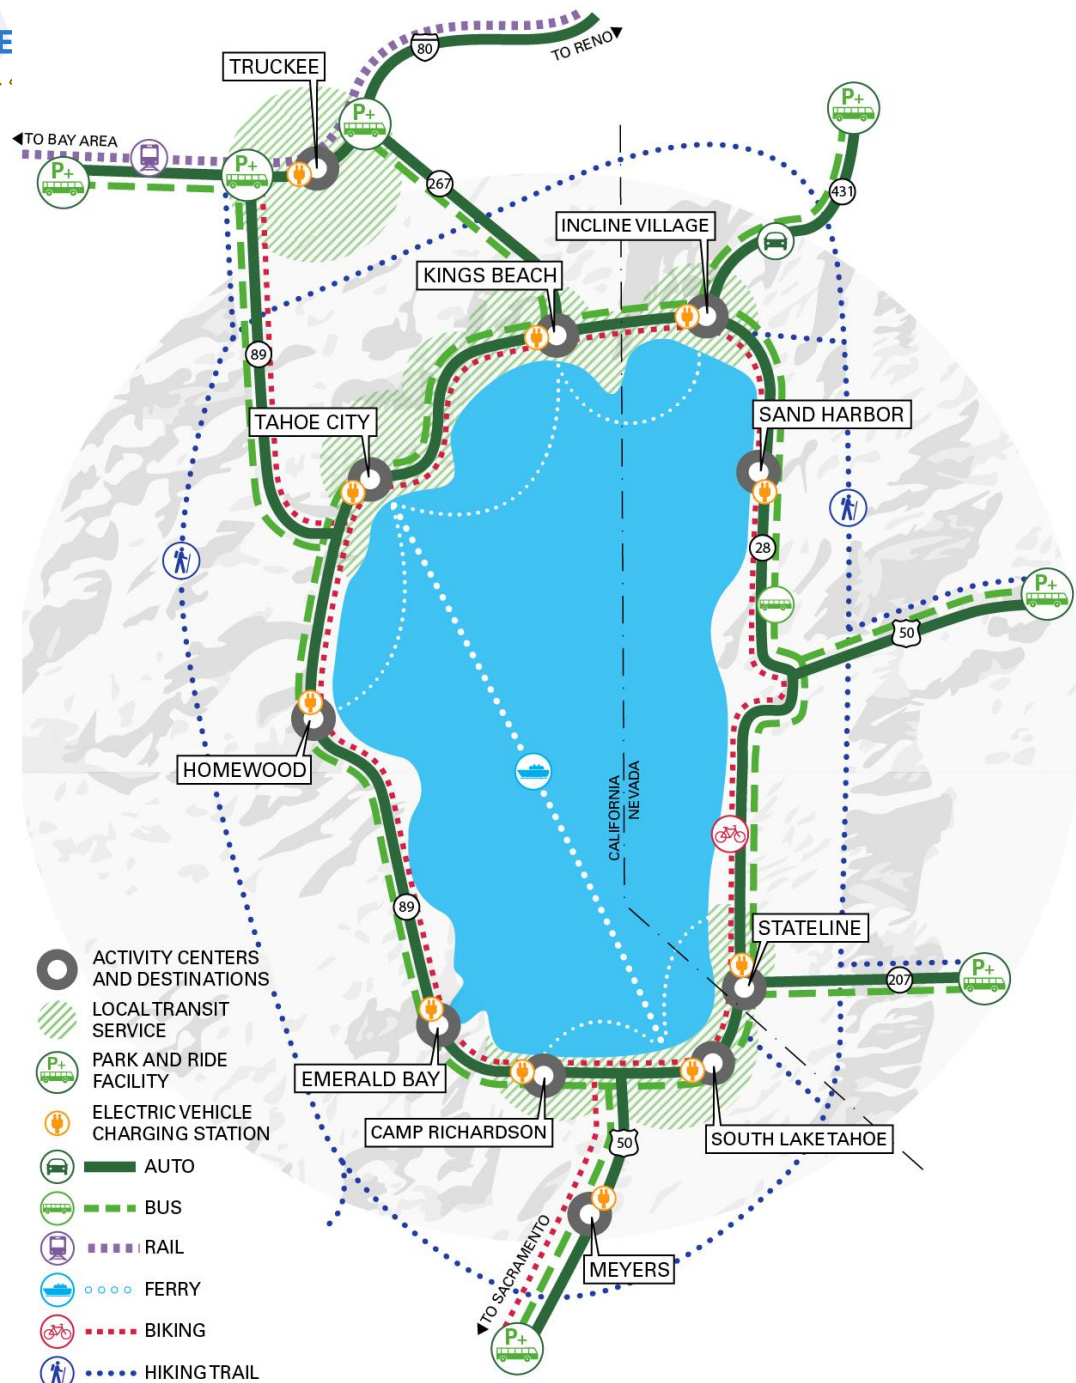 E
80
TO RENO
TRUCKEE
TO BAY AREA
P+
P+
P+
P+
267
431
INCLINE VILLAGE
KINGS BEACH
89
TAHOE CITY
SAND HARBOR
28
P+
50
HOMEWOOD
CALIFORNIA
NEVADA
89
STATELINE
P+
207
EMERALD BAY
CAMP RICHARDSON
SOUTH LAKE TAHOE
50
TO SACRAMENTO
MEYERS
P+
ACTIVITY CENTERS
AND DESTINATIONS
LOCAL TRANSIT
SERVICE
P+
PARK AND RIDE
FACILITY
ELECTRIC VEHICLE
CHARGING STATION
AUTO
BUS
RAIL
FERRY
BIKING
HIKING TRAIL